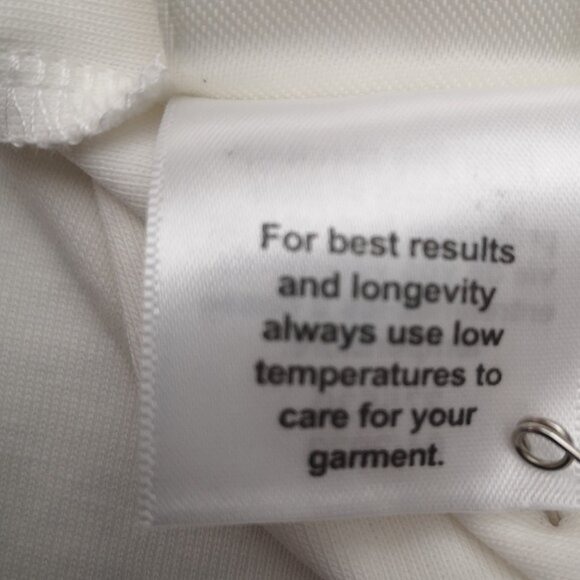 For best results
and longevity
always use low
temperatures to
care for your
garment.